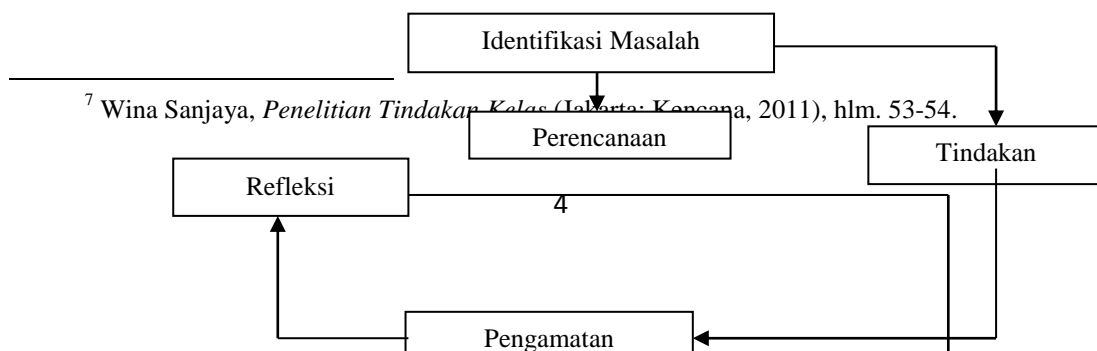 Identifikasi Masalah
⁷ Wina Sanjaya, Penelitian Tindakan Kelas (Jakarta: Kencana, 2011), hlm. 53-54.
Perencanaan
Tindakan
Refleksi
4
Pengamatan